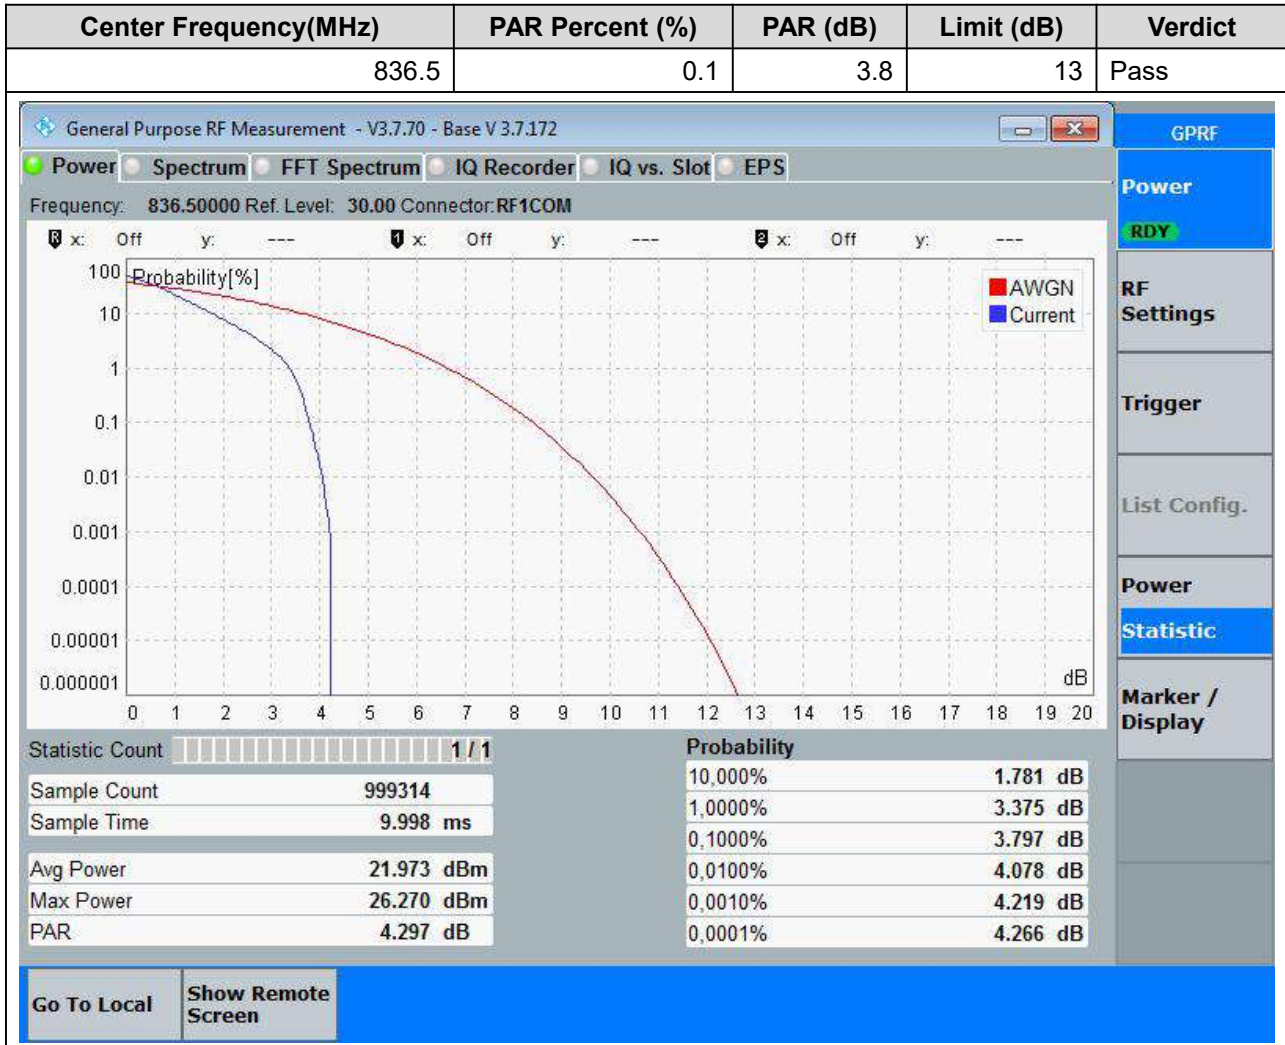 Center Frequency(MHz) PAR Percent (%) PAR (dB) Limit (dB) Verdict
836.5 0.1 3.8 13 Pass
General Purpose RF Measurement - V3.7.70 - Base V 3.7.172
GPRF
Power Spectrum FFT Spectrum IQ Recorder IQ vs. Slot EPS
Frequency: 836.50000 Ref. Level: 30.00 Connector:RF1COM
R x: Off y: --- 1 x: Off y: --- 2 x: Off y: ---
100 Probability[%]
AWGN
Current
10
1
0.1
0.01
0.001
0.0001
0.00001
0.000001
dB
0 1 2 3 4 5 6 7 8 9 10 11 12 13 14 15 16 17 18 19 20
Statistic Count 1 / 1
Sample Count 999314
Sample Time 9.998 ms
Avg Power 21.973 dBm
Max Power 26.270 dBm
PAR 4.297 dB
Probability
10,000% 1.781 dB
1,0000% 3.375 dB
0,1000% 3.797 dB
0,0100% 4.078 dB
0,0010% 4.219 dB
0,0001% 4.266 dB
Power
RDY
RF
Settings
Trigger
List Config.
Power
Statistic
Marker /
Display
Go To Local
Show Remote
Screen